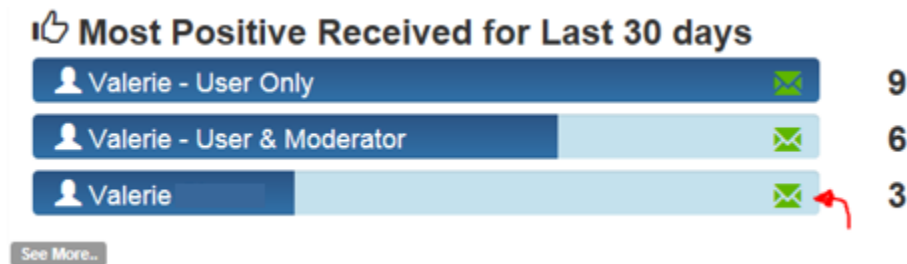 Most Positive Received for Last 30 days
Valerie - User Only 9
Valerie - User & Moderator 6
Valerie 3
See More..